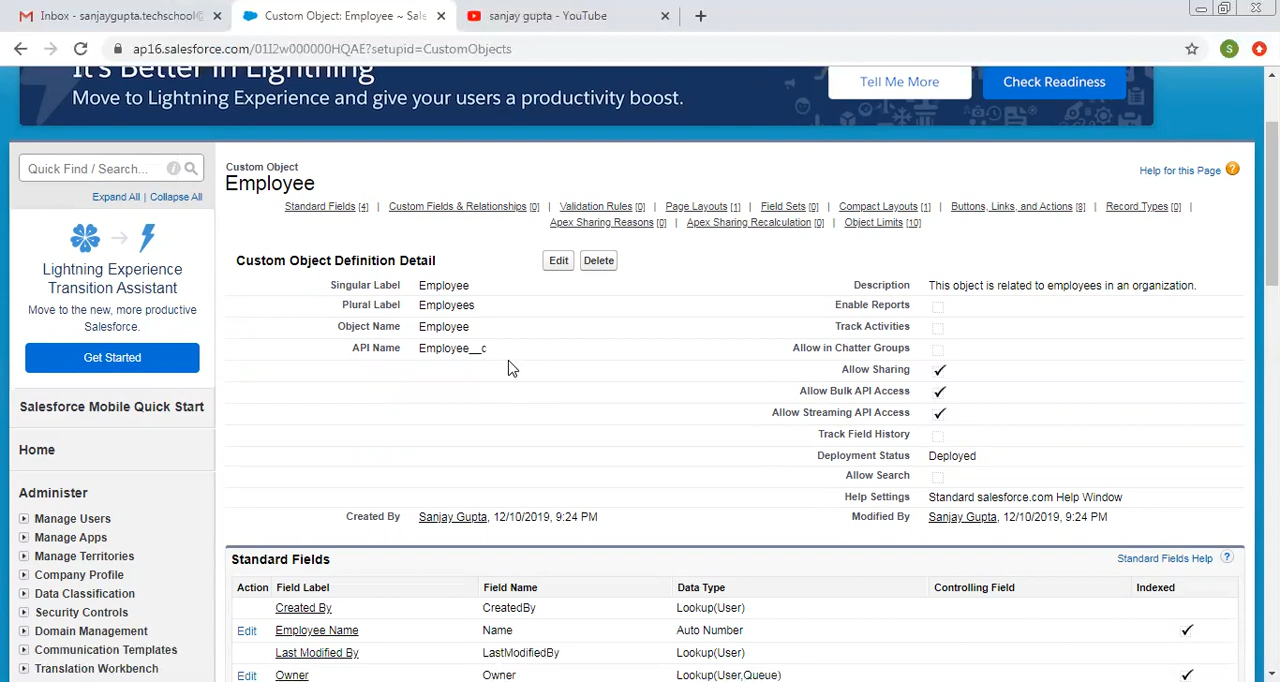 Inbox - sanjaygupta.techschool@
Custom Object: Employee ~ Sales
sanjay gupta - YouTube
ap16.salesforce.com/01I2w000000HQAE?setupid=CustomObjects
S
It's Better in Lightning
Move to Lightning Experience and give your users a productivity boost.
Tell Me More
Check Readiness
Quick Find / Search...
Expand All | Collapse All
Lightning Experience
Transition Assistant
Move to the new, more productive
Salesforce.
Get Started
Salesforce Mobile Quick Start
Home
Administer
Manage Users
Manage Apps
Manage Territories
Company Profile
Data Classification
Security Controls
Domain Management
Communication Templates
Translation Workbench
Custom Object
Employee
Help for this Page
Standard Fields [4] | Custom Fields & Relationships [0] | Validation Rules [0] | Page Layouts [1] | Field Sets [0] | Compact Layouts [1] | Buttons, Links, and Actions [8] | Record Types [0] |
Apex Sharing Reasons [0] | Apex Sharing Recalculation [0] | Object Limits [10]
Custom Object Definition Detail
Edit
Delete
Singular Label Employee Description This object is related to employees in an organization.
Plural Label Employees Enable Reports
Object Name Employee Track Activities
API Name Employee__c Allow in Chatter Groups
Allow Sharing
Allow Bulk API Access
Allow Streaming API Access
Track Field History
Deployment Status Deployed
Allow Search
Help Settings Standard salesforce.com Help Window
Created By Sanjay Gupta, 12/10/2019, 9:24 PM Modified By Sanjay Gupta, 12/10/2019, 9:24 PM
Standard Fields Standard Fields Help
Action Field Label Field Name Data Type Controlling Field Indexed
Created By CreatedBy Lookup(User)
Edit Employee Name Name Auto Number
Last Modified By LastModifiedBy Lookup(User)
Edit Owner Owner Lookup(User,Queue)